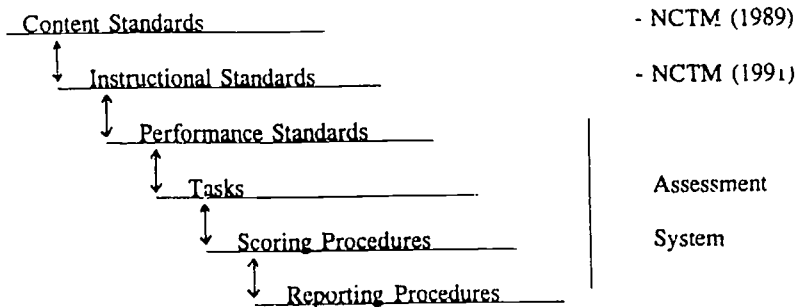 Content Standards - NCTM (1989)
Instructional Standards - NCTM (1991)
Performance Standards
Tasks Assessment
Scoring Procedures System
Reporting Procedures